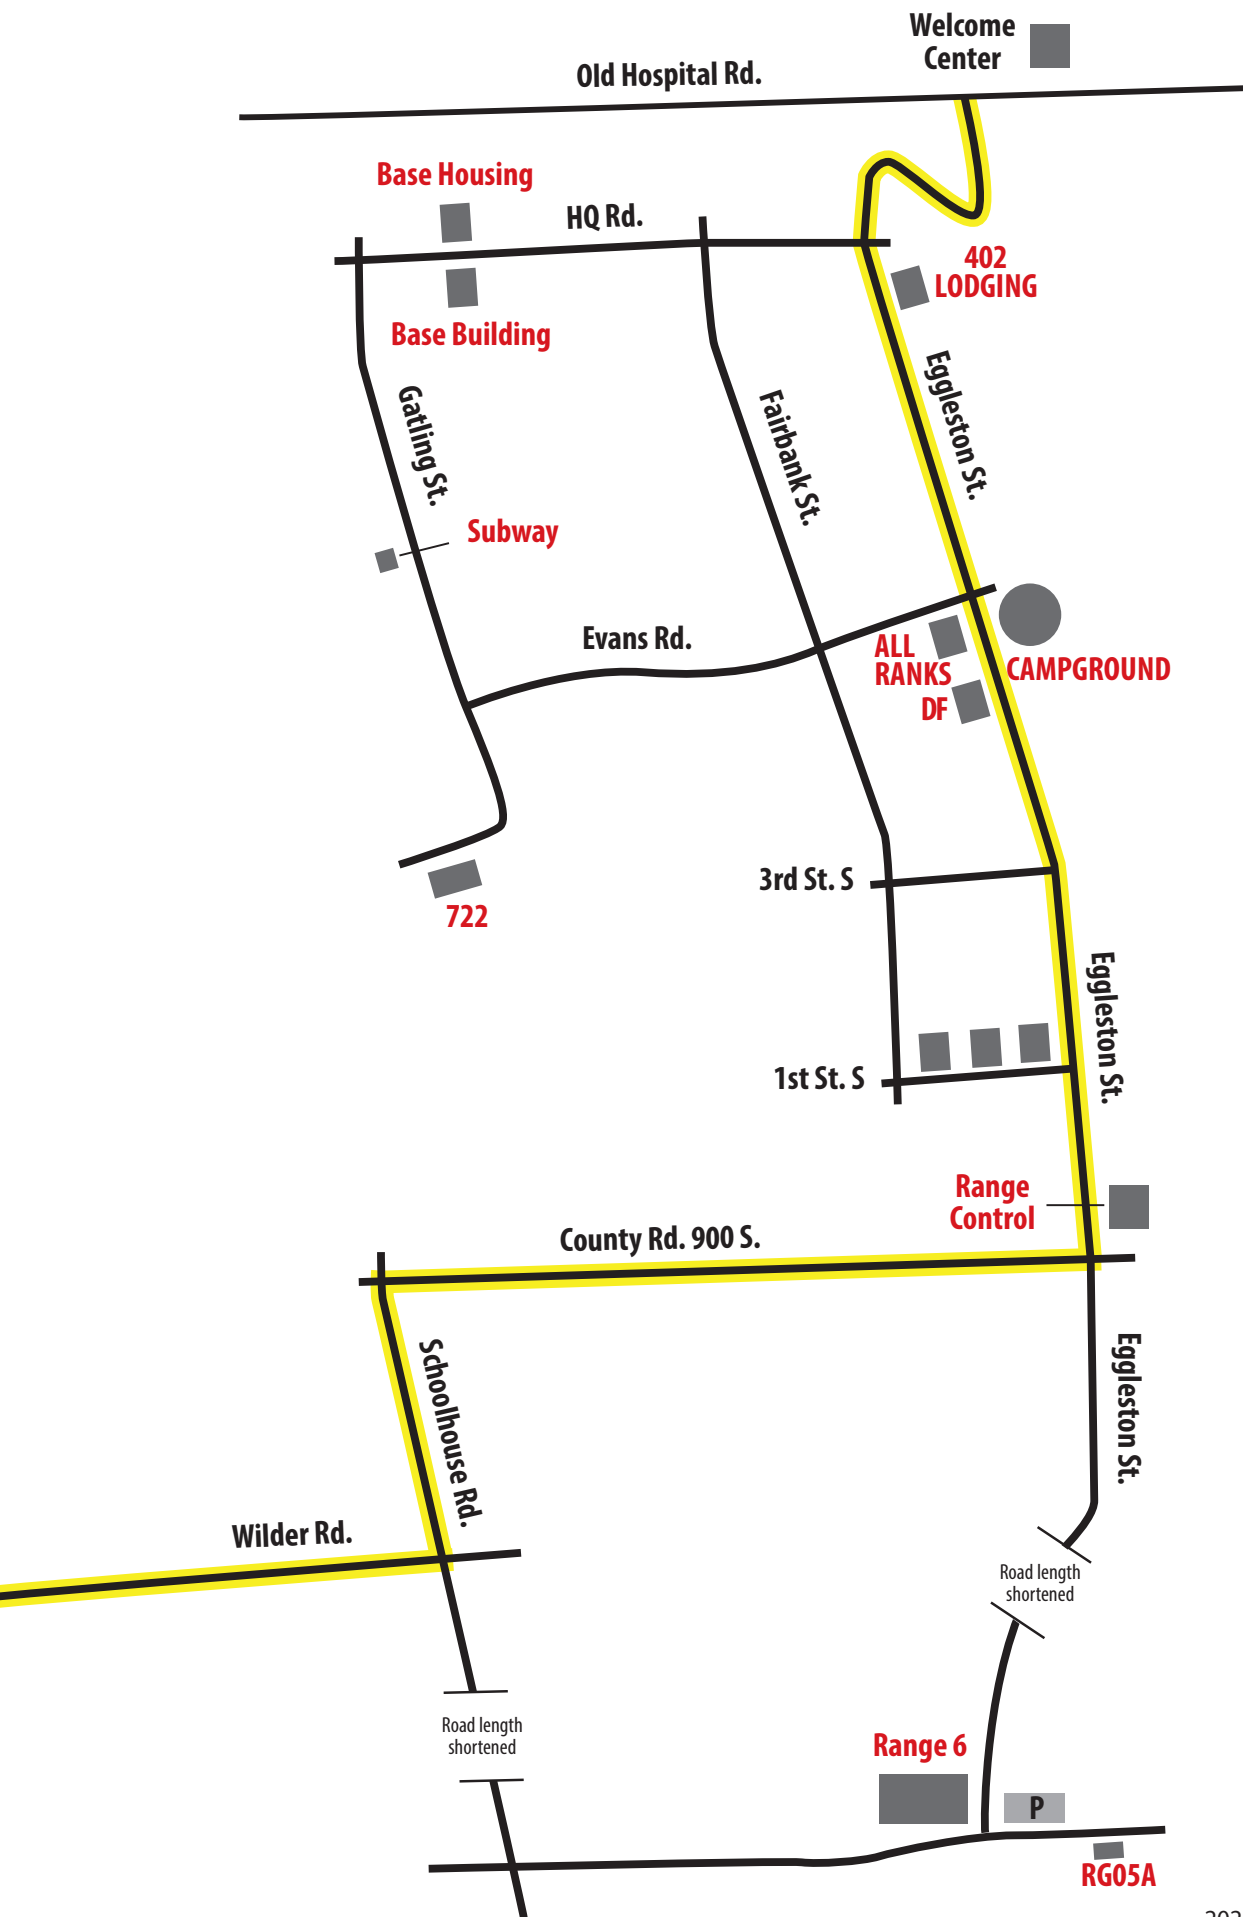 Welcome
Center
Old Hospital Rd.
Base Housing
HQ Rd.
402
LODGING
Base Building
Eggleston St.
Gatling St.
Fairbank St.
Subway
Evans Rd.
ALL
RANKS
CAMPGROUND
DF
3rd St. S
722
Eggleston St.
1st St. S
Range
Control
County Rd. 900 S.
Schoolhouse Rd.
Eggleston St.
Wilder Rd.
Road length
shortened
Road length
shortened
Range 6
P
RG05A